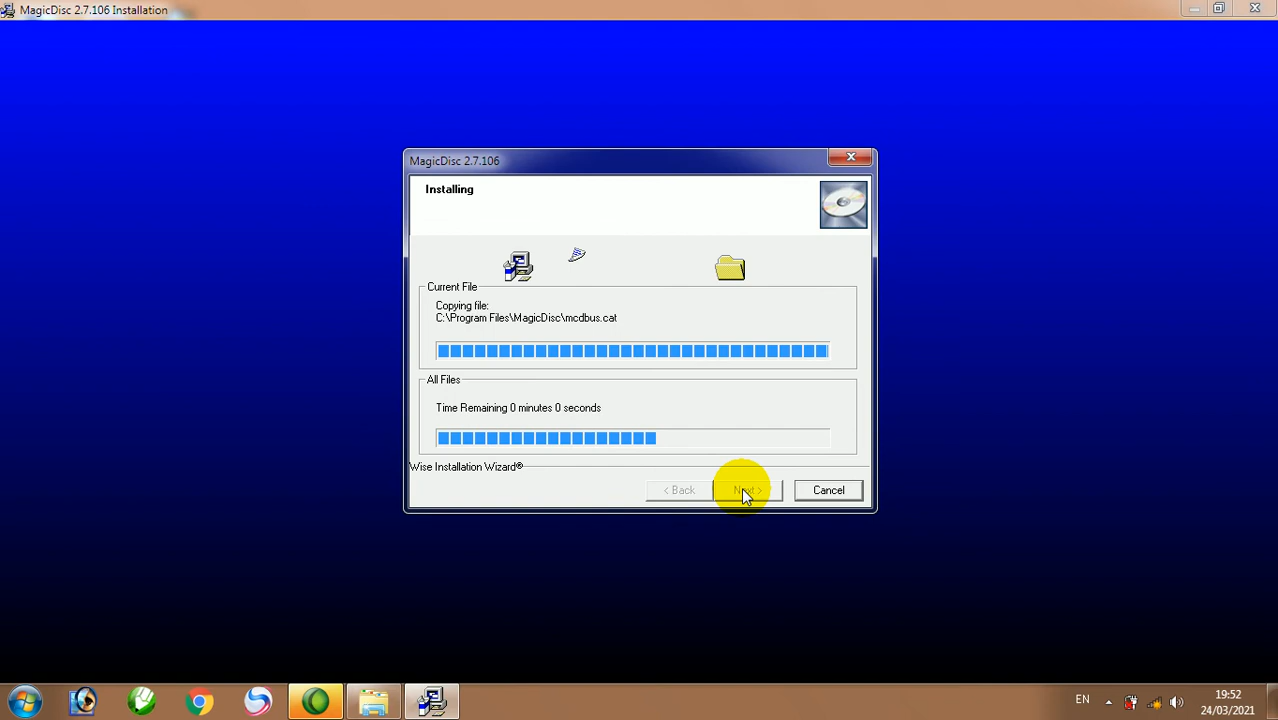 MagicDisc 2.7.106 Installation
MagicDisc 2.7.106
Installing
Current File
Copying file:
C:\Program Files\MagicDisc\mcdbus.cat
All Files
Time Remaining 0 minutes 0 seconds
Wise Installation Wizard®
< Back
Next >
Cancel
EN
19:52
24/03/2021